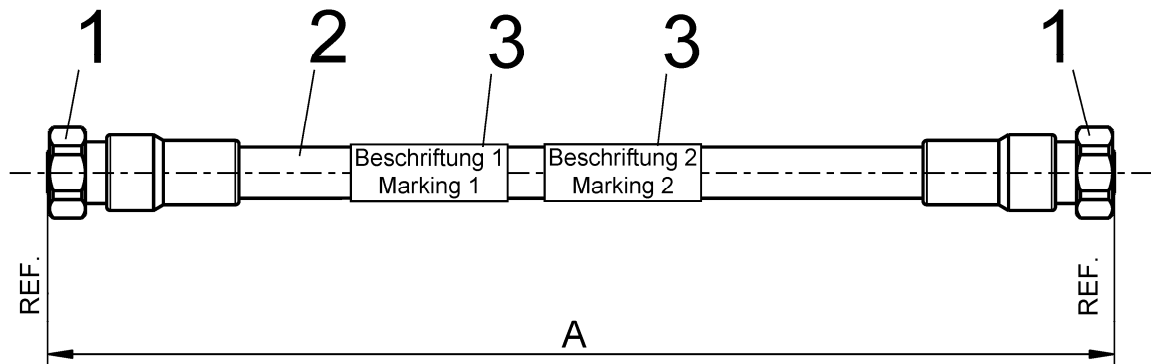 1
2
3
3
1
Beschriftung 1
Marking 1
Beschriftung 2
Marking 2
REF.
REF.
A